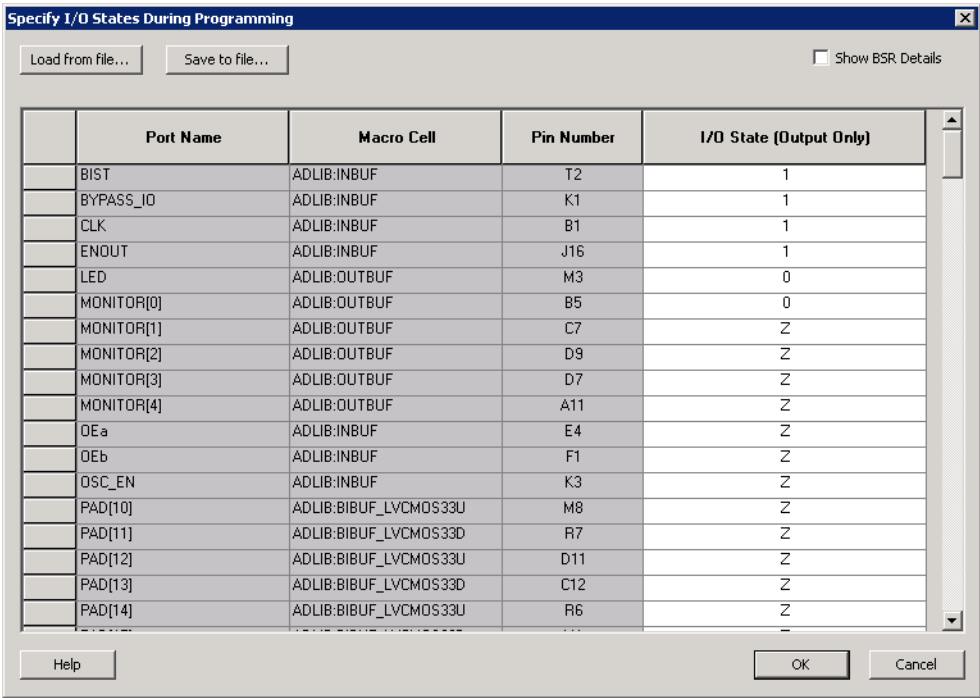 Specify I/O States During Programming
Load from file... Save to file... Show BSR Details
Port Name Macro Cell Pin Number I/O State (Output Only)
BIST ADLIB:INBUF T2 1
BYPASS_IO ADLIB:INBUF K1 1
CLK ADLIB:INBUF B1 1
ENOUT ADLIB:INBUF J16 1
LED ADLIB:OUTBUF M3 0
MONITOR[0] ADLIB:OUTBUF B5 0
MONITOR[1] ADLIB:OUTBUF C7 Z
MONITOR[2] ADLIB:OUTBUF D9 Z
MONITOR[3] ADLIB:OUTBUF D7 Z
MONITOR[4] ADLIB:OUTBUF A11 Z
OEa ADLIB:INBUF E4 Z
OEb ADLIB:INBUF F1 Z
OSC_EN ADLIB:INBUF K3 Z
PAD[10] ADLIB:BIBUF_LVCMOS33U M8 Z
PAD[11] ADLIB:BIBUF_LVCMOS33D R7 Z
PAD[12] ADLIB:BIBUF_LVCMOS33U D11 Z
PAD[13] ADLIB:BIBUF_LVCMOS33D C12 Z
PAD[14] ADLIB:BIBUF_LVCMOS33U R6 Z
Help OK Cancel